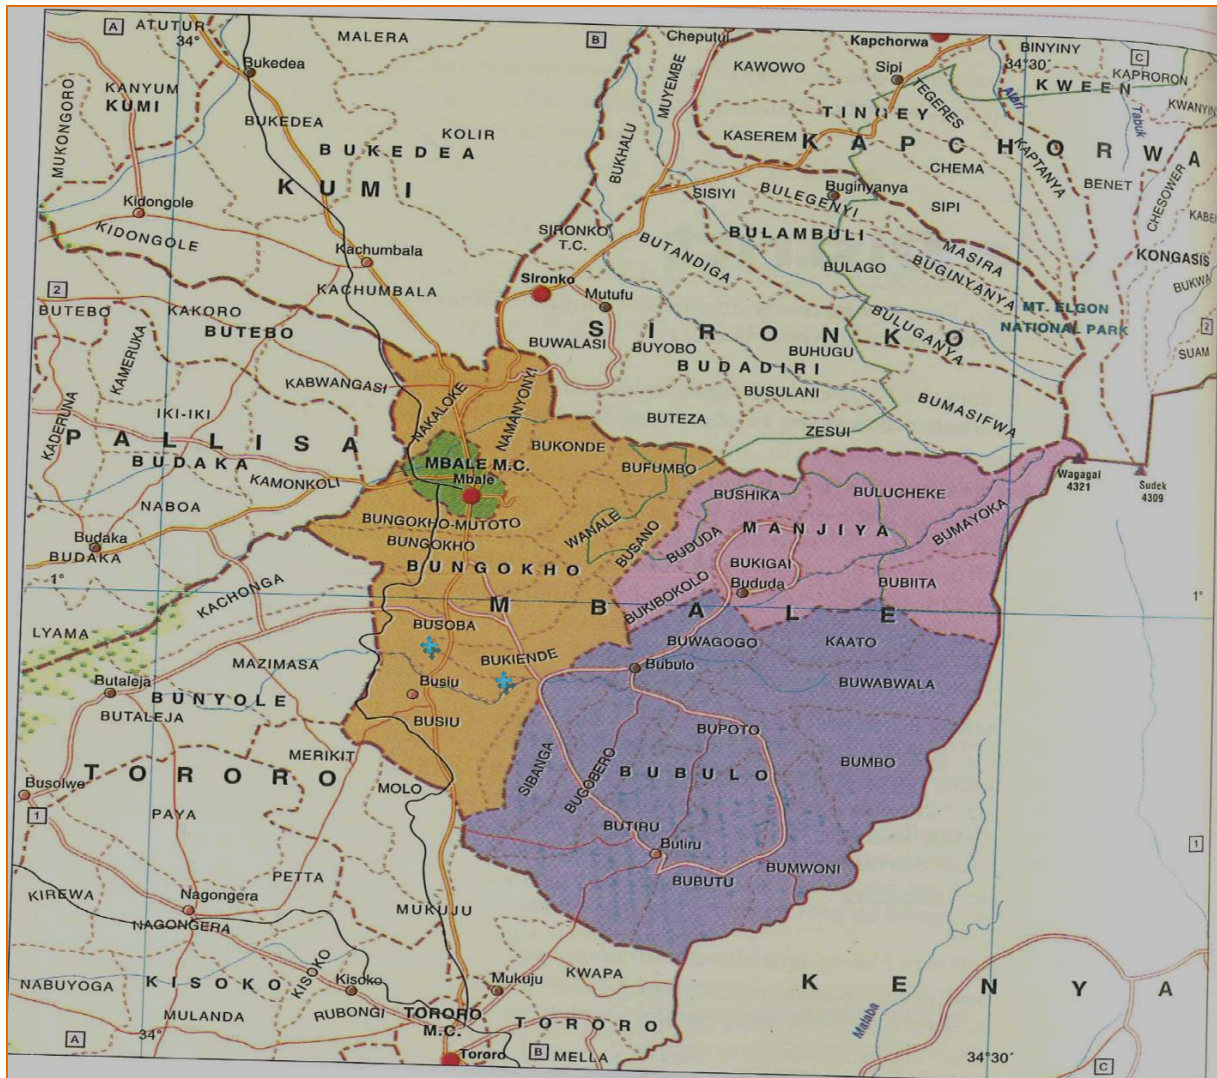 A
ATUTUR
34°
MALERA
B
Cheputui
Kapchorwa
BINYINY
C
34°30´
Bukedea
KAWOWO
Sipi
KAPRORON
KWEEN
KANYUM
KUMI
MUKONGORO
MUYEMBE
TEGERES
Atari
Tabuk
KWANYIN
BUKEDEA
KOLIR
TINGEY
KASEREM
BUKEDEA
BUKHALU
KAPCHORWA
KAPTANYA
CHEMA
BENET
CHESOWER
KUMI
SISIYI
BULEGENYI
Buginyanya
SIPI
Kidongole
KABEI
KIDONGOLE
SIRONKO
T.C.
BUTANDIGA
BULAMBULI
MASIRA
Kachumbala
BULAGO
BUGINYANYA
KONGASIS
Sironko
BUKWA
KACHUMBALA
2
Mutufu
MT. ELGON
NATIONAL PARK
BUTEBO
KAKORO
BULUGANYA
2
BUTEBO
SIRONKO
KAMERUKA
BUWALASI
BUYOBO
BUHUGU
SUAM
BUDADIRI
KABWANGASI
NAKALOKE
NAMANYONYI
BUSULANI
BUMASIFWA
KADERUNA
IKI-IKI
BUTEZA
ZESUI
PALLISA
BUKONDE
BUDAKA
MBALE M.C.
Mbale
BUFUMBO
Wagagai
4321
Sudek
4309
KAMONKOLI
BUSHIKA
BULUCHEKE
NABOA
BUNGOKHO-MUTOTO
WANALE
MANJIYA
BUMAYOKA
Budaka
BUNGOKHO
BUSANO
BUDUDA
BUDAKA
BUNGOKHO
BUKIGAI
BUBIITA
1°
KACHONGA
BUKIBOKOLO
Bududa
1°
MBALE
LYAMA
BUSOBA
BUWAGOGO
KAATO
MAZIMASA
BUKIENDE
Bubulo
Butaleja
Busiu
BUWABWALA
BUNYOLE
BUTALEJA
BUSIU
BUPOTO
MERIKIT
SIBANGA
BUGOBERO
BUMBO
TORORO
BUBULO
Busolwe
MOLO
1
PAYA
BUTIRU
1
Butiru
PETTA
BUMWONI
KIREWA
BUBUTU
Nagongera
MUKUJU
NAGONGERA
KISOKO
KWAPA
NABUYOGA
KISOKO
Kisoko
Mukuju
KENYA
MULANDA
RUBONGI
TORORO
M.C.
TORORO
Malaba
A
34°
Tororo
B
MELLA
34°30´
C